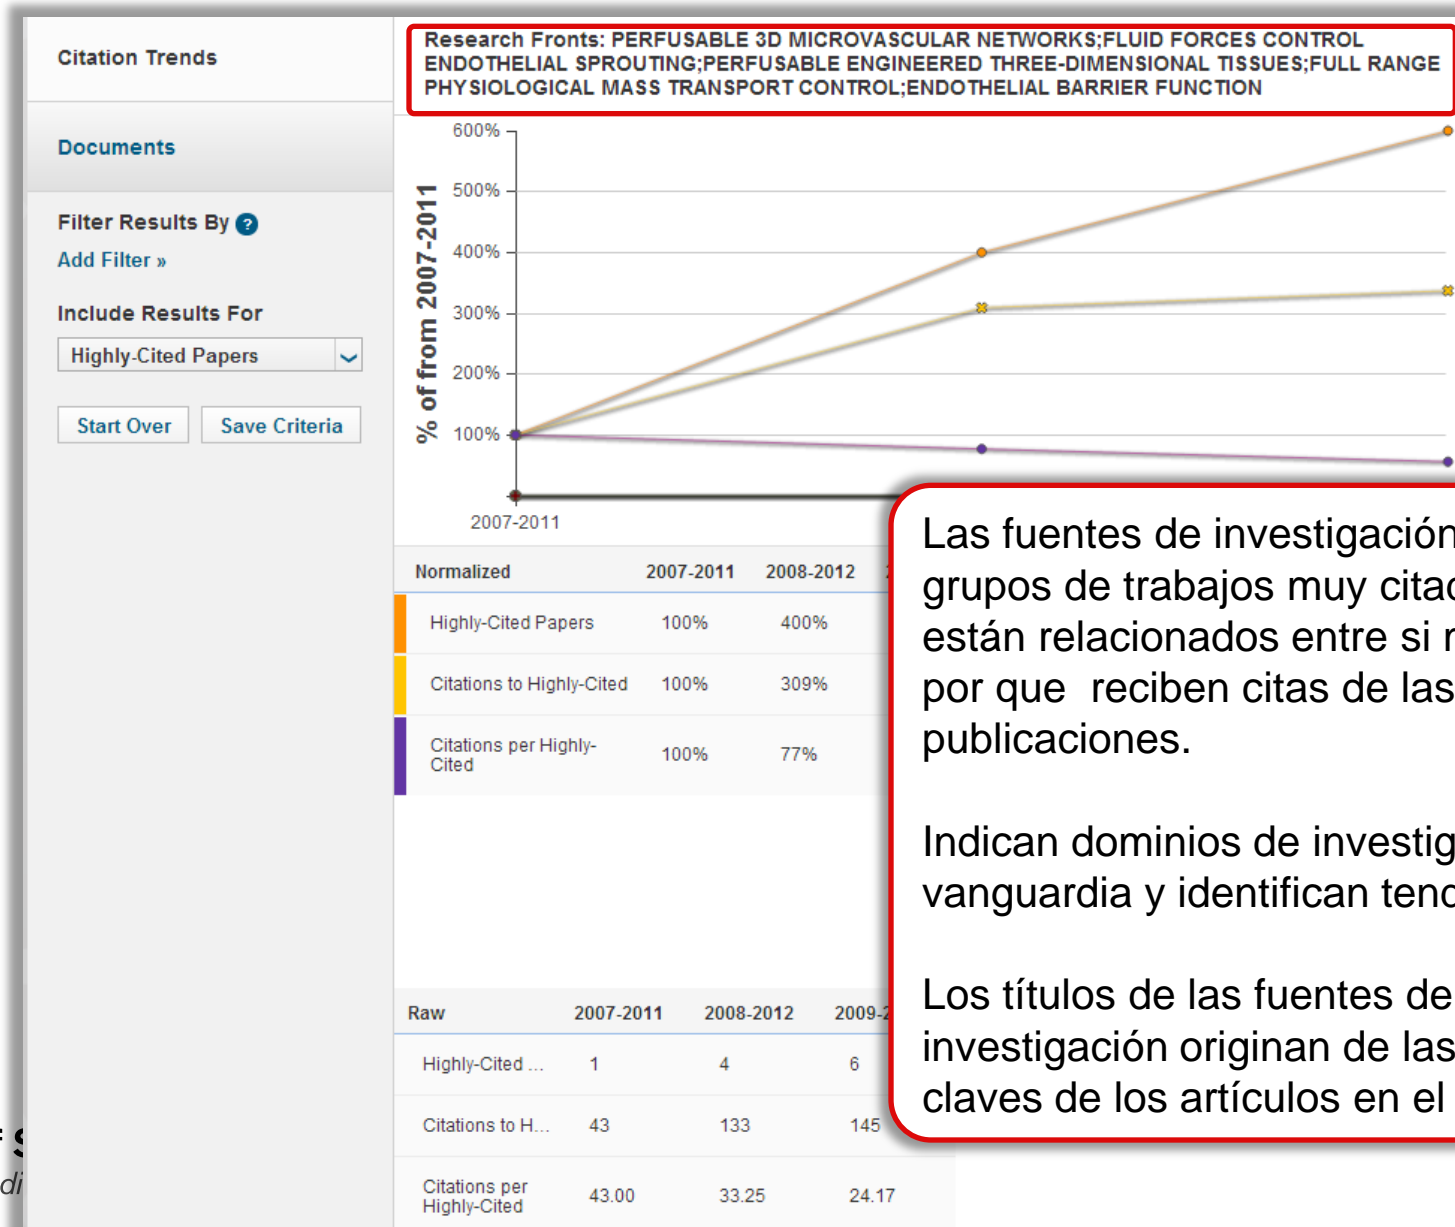 Citation Trends
Documents
Filter Results By ?
Add Filter »
Include Results For
Highly-Cited Papers
Start Over
Save Criteria
Research Fronts: PERFUSABLE 3D MICROVASCULAR NETWORKS;FLUID FORCES CONTROL
ENDOTHELIAL SPROUTING;PERFUSABLE ENGINEERED THREE-DIMENSIONAL TISSUES;FULL RANGE
PHYSIOLOGICAL MASS TRANSPORT CONTROL;ENDOTHELIAL BARRIER FUNCTION
% of from 2007-2011
600%
500%
400%
300%
200%
100%
2007-2011
Normalized 2007-2011 2008-2012
Highly-Cited Papers 100% 400%
Citations to Highly-Cited 100% 309%
Citations per Highly-
Cited 100% 77%
Raw 2007-2011 2008-2012 2009-
Highly-Cited ... 1 4 6
Citations to H... 43 133 145
Citations per
Highly-Cited 43.00 33.25 24.17
Las fuentes de investigación
grupos de trabajos muy
están relacionados entre si
por que reciben citas de las
publicaciones.
Indican dominios de
vanguardia y identifican
Los títulos de las fuentes de
investigación originan de las
claves de los artículos en el